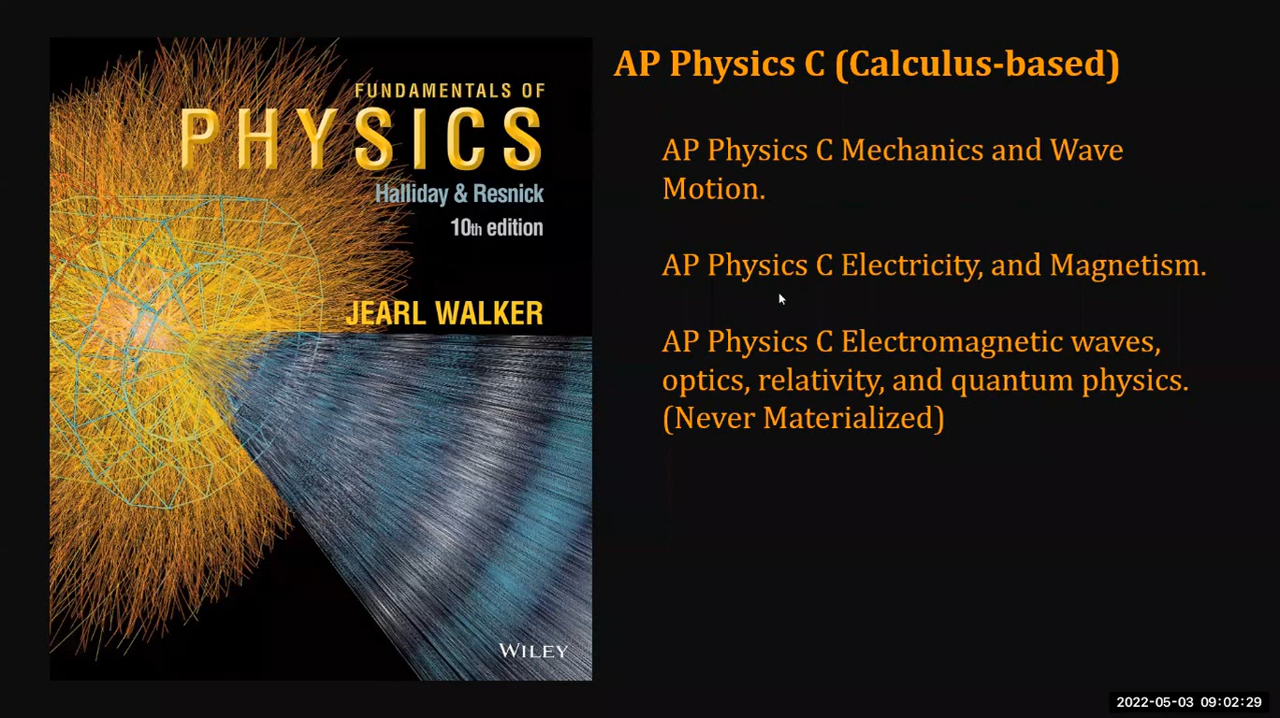 FUNDAMENTALS OF
PHYSICS
Halliday & Resnick
10th edition
JEARL WALKER
WILEY
AP Physics C (Calculus-based)
AP Physics C Mechanics and Wave
Motion.
AP Physics C Electricity, and Magnetism.
AP Physics C Electromagnetic waves,
optics, relativity, and quantum physics.
(Never Materialized)
2022-05-03 09:02:29